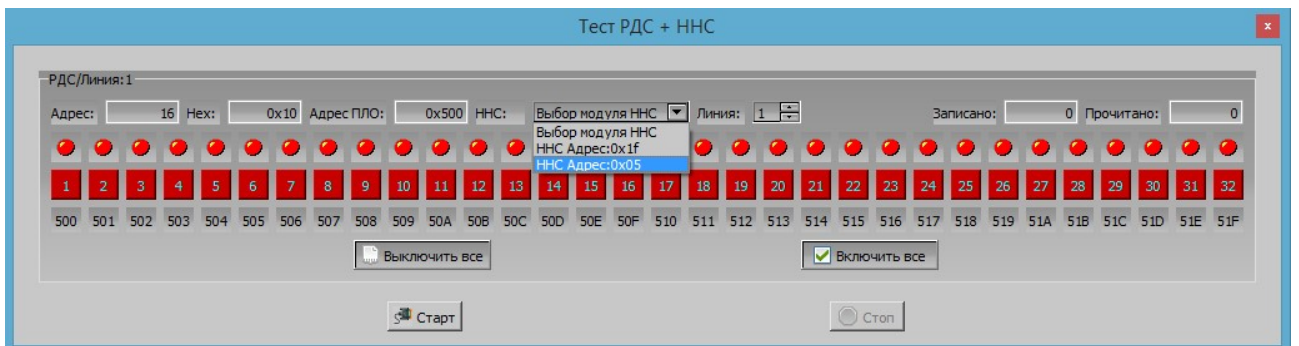 Тест РДС + ННС
x
РДС/Линия:1
Адрес: 16 Hex: 0x10 Адрес ПЛО: 0x500 ННС: Выбор модуля ННС Линия: 1 Записано: 0 Прочитано: 0
Выбор модуля ННС
ННС Адрес:0x1f
ННС Адрес:0x05
1 2 3 4 5 6 7 8 9 10 11 12 13 14 15 16 17 18 19 20 21 22 23 24 25 26 27 28 29 30 31 32
500 501 502 503 504 505 506 507 508 509 50A 50B 50C 50D 50E 50F 510 511 512 513 514 515 516 517 518 519 51A 51B 51C 51D 51E 51F
Выключить все Включить все
Старт Стоп